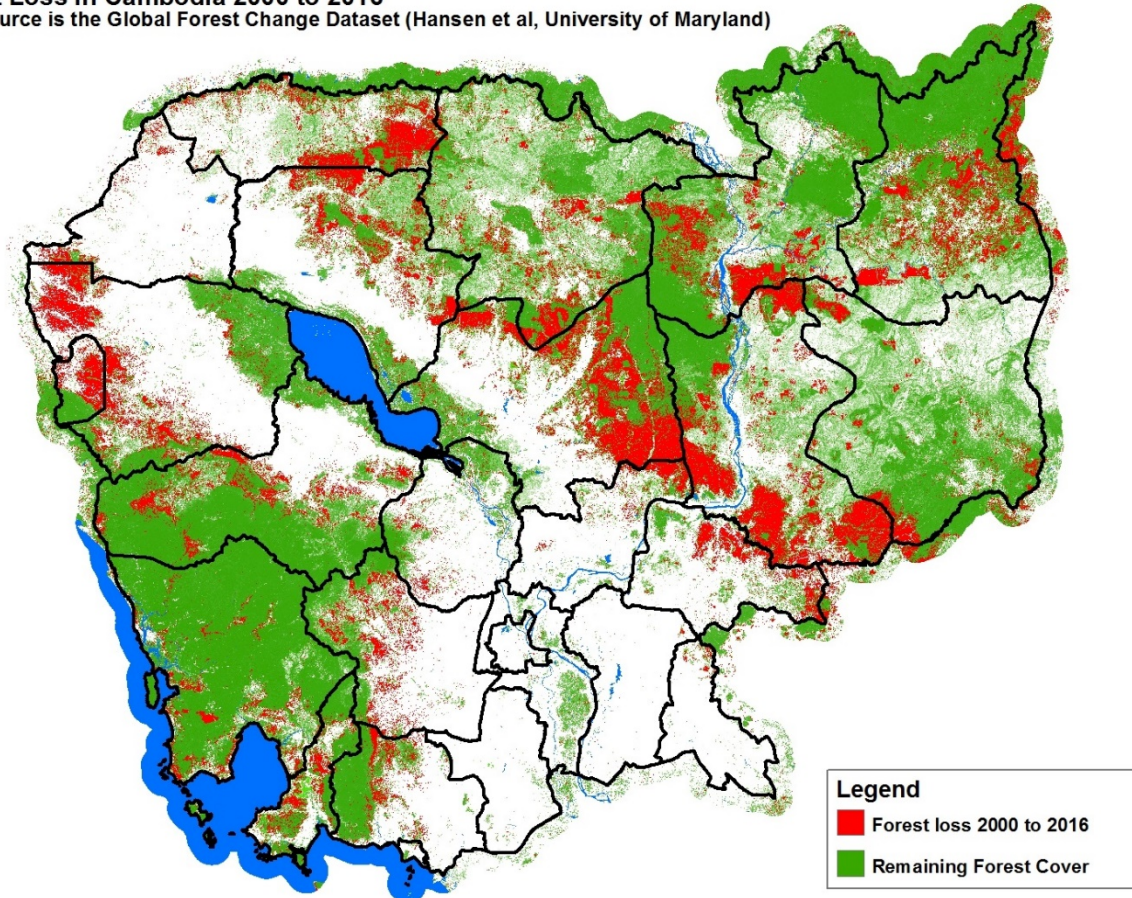 Loss in Cambodia 2000 to 2016
urce is the Global Forest Change Dataset (Hansen et al, University of Maryland)
Legend
Forest loss 2000 to 2016
Remaining Forest Cover